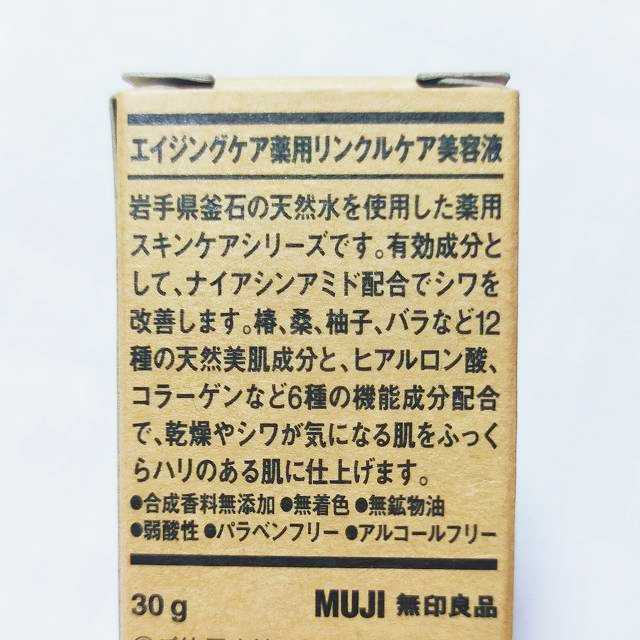 エイジングケア薬用リンクルケア美容液
岩手県釜石の天然水を使用した薬用
スキンケアシリーズです。有効成分と
して、ナイアシンアミド配合でシワを
改善します。椿、桑、柚子、バラなど12
種の天然美肌成分と、ヒアルロン酸、
コラーゲンなど6種の機能成分配合
で、乾燥やシワが気になる肌をふっく
らハリのある肌に仕上げます。
●合成香料無添加 ●無着色 ●無鉱物油
●弱酸性 ●パラベンフリー ●アルコールフリー
30g MUJI 無印良品